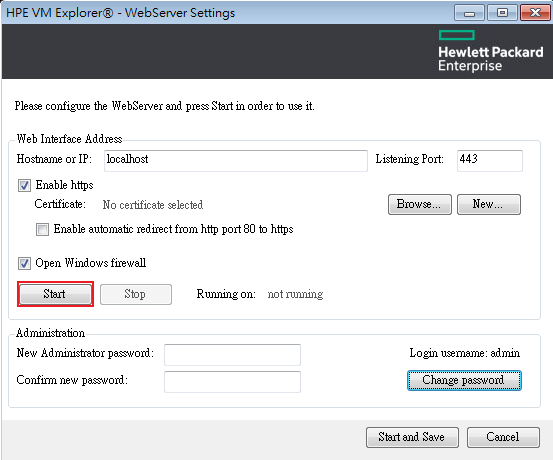 HPE VM Explorer® - WebServer Settings
Hewlett Packard
Enterprise
Please configure the WebServer and press Start in order to use it.
Web Interface Address
Hostname or IP: localhost Listening Port: 443
Enable https
Certificate: No certificate selected Browse... New...
Enable automatic redirect from http port 80 to https
Open Windows firewall
Start Stop Running on: not running
Administration
New Administrator password: Login username: admin
Confirm new password: Change password
Start and Save Cancel